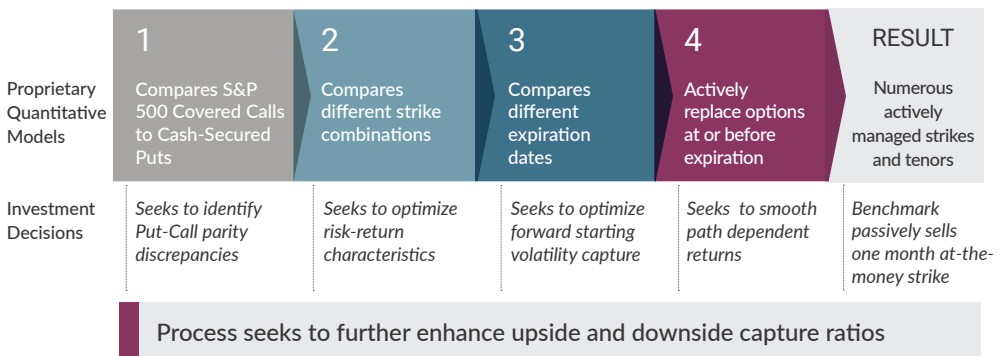 Proprietary
Quantitative
Models
1
Compares S&P
500 Covered Calls
to Cash-Secured
Puts
2
Compares
different strike
combinations
3
Compares
different
expiration
dates
4
Actively
replace options
at or before
expiration
RESULT
Numerous
actively
managed strikes
and tenors
Investment
Decisions
Seeks to identify
Put-Call parity
discrepancies
Seeks to optimize
risk-return
characteristics
Seeks to optimize
forward starting
volatility capture
Seeks to smooth
path dependent
returns
Benchmark
passively sells
one month at-the-
money strike
Process seeks to further enhance upside and downside capture ratios